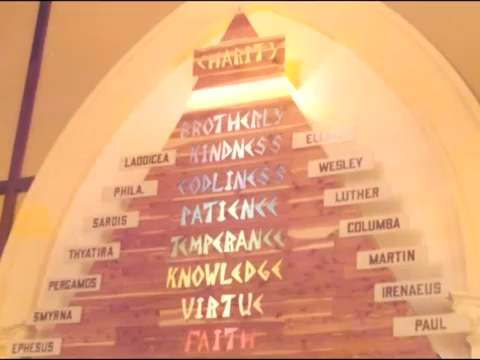 CHARITY
BROTHERLY
KINDNESS
GODLINESS
PATIENCE
TEMPERANCE
KNOWLEDGE
VIRTUE
FAITH
LAODICEA
PHILA.
SARDIS
THYATIRA
PERGAMOS
SMYRNA
EPHESUS
WESLEY
LUTHER
COLUMBA
MARTIN
IRENAEUS
PAUL